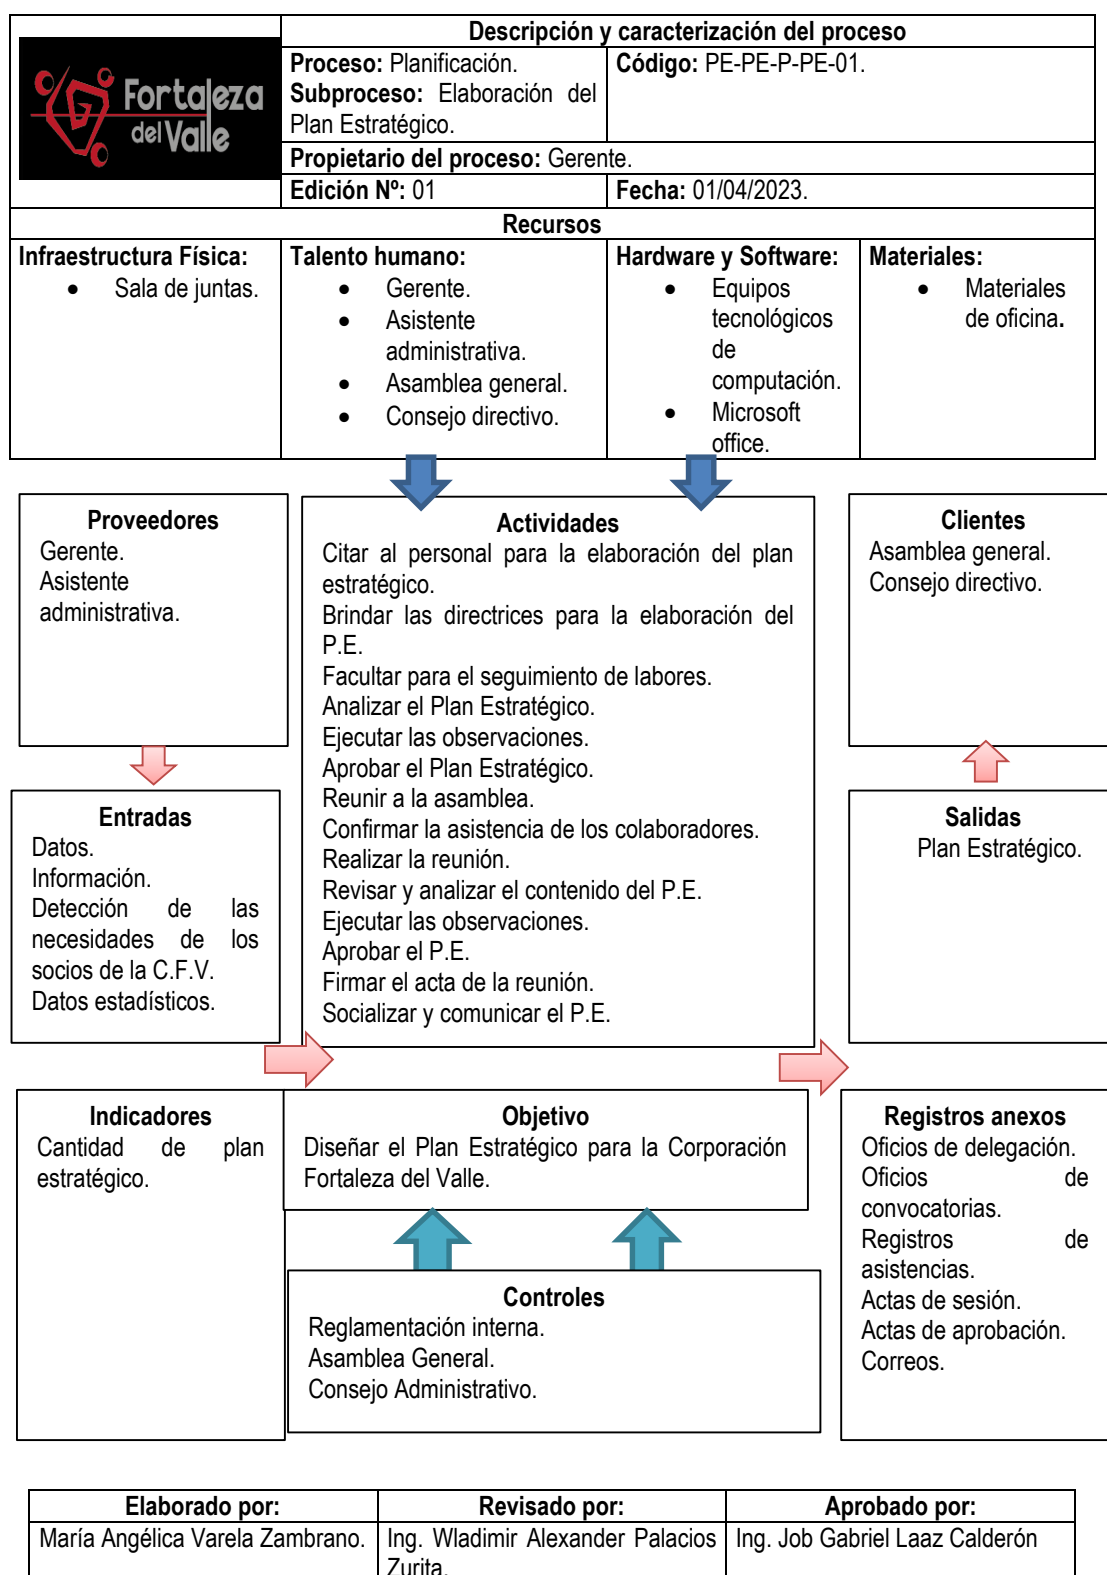 Fortaleza
del Valle
Descripción y caracterización del proceso
Proceso: Planificación.
Subproceso: Elaboración del
Plan Estratégico.
Código: PE-PE-P-PE-01.
Propietario del proceso: Gerente.
Edición Nº: 01
Fecha: 01/04/2023.
Recursos
Infraestructura Física:
• Sala de juntas.
Talento humano:
• Gerente.
• Asistente
administrativa.
• Asamblea general.
• Consejo directivo.
Hardware y Software:
• Equipos
tecnológicos
de
computación.
• Microsoft
office.
Materiales:
• Materiales
de oficina.
Proveedores
Gerente.
Asistente
administrativa.
Entradas
Datos.
Información.
Detección de las
necesidades de los
socios de la C.F.V.
Datos estadísticos.
Actividades
Citar al personal para la elaboración del plan
estratégico.
Brindar las directrices para la elaboración del
P.E.
Facultar para el seguimiento de labores.
Analizar el Plan Estratégico.
Ejecutar las observaciones.
Aprobar el Plan Estratégico.
Reunir a la asamblea.
Confirmar la asistencia de los colaboradores.
Realizar la reunión.
Revisar y analizar el contenido del P.E.
Ejecutar las observaciones.
Aprobar el P.E.
Firmar el acta de la reunión.
Socializar y comunicar el P.E.
Clientes
Asamblea general.
Consejo directivo.
Salidas
Plan Estratégico.
Indicadores
Cantidad de plan
estratégico.
Objetivo
Diseñar el Plan Estratégico para la Corporación
Fortaleza del Valle.
Controles
Reglamentación interna.
Asamblea General.
Consejo Administrativo.
Registros anexos
Oficios de delegación.
Oficios de
convocatorias.
Registros de
asistencias.
Actas de sesión.
Actas de aprobación.
Correos.
Elaborado por:
María Angélica Varela Zambrano.
Revisado por:
Ing. Wladimir Alexander Palacios
Zurita.
Aprobado por:
Ing. Job Gabriel Laaz Calderón